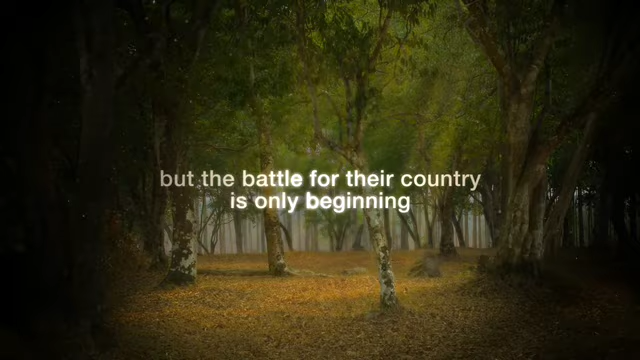 but the battle for their country
is only beginning